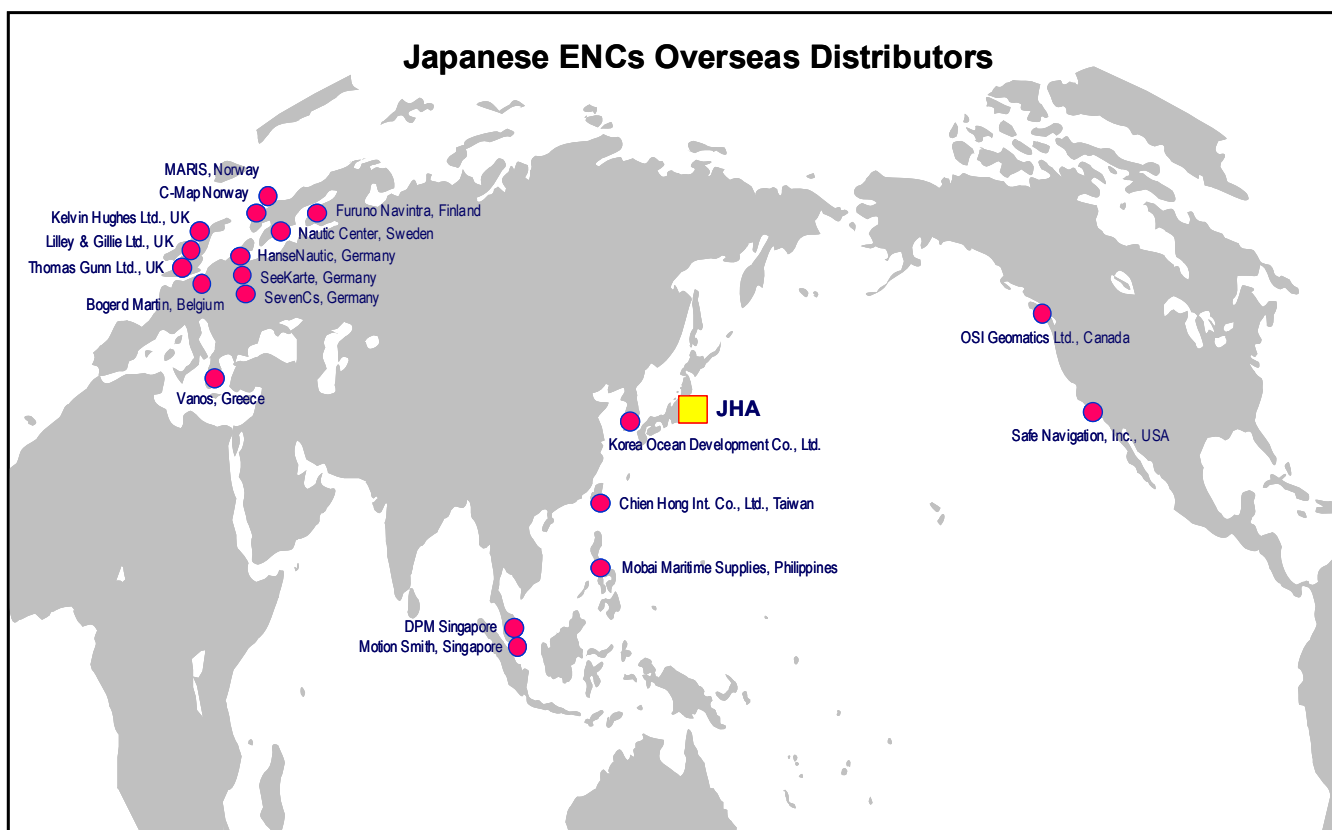 Japanese ENCs Overseas Distributors
MARIS, Norway
C-Map Norway
Kelvin Hughes Ltd., UK
Furuno Navintra, Finland
Nautic Center, Sweden
Lilley & Gillie Ltd., UK
HanseNautic, Germany
Thomas Gunn Ltd., UK
SeeKarte, Germany
SevenCs, Germany
Bogerd Martin, Belgium
OSI Geomatics Ltd., Canada
Vanos, Greece
JHA
Safe Navigation, Inc., USA
Korea Ocean Development Co., Ltd.
Chien Hong Int. Co., Ltd., Taiwan
Mobai Maritime Supplies, Philippines
DPM Singapore
Motion Smith, Singapore